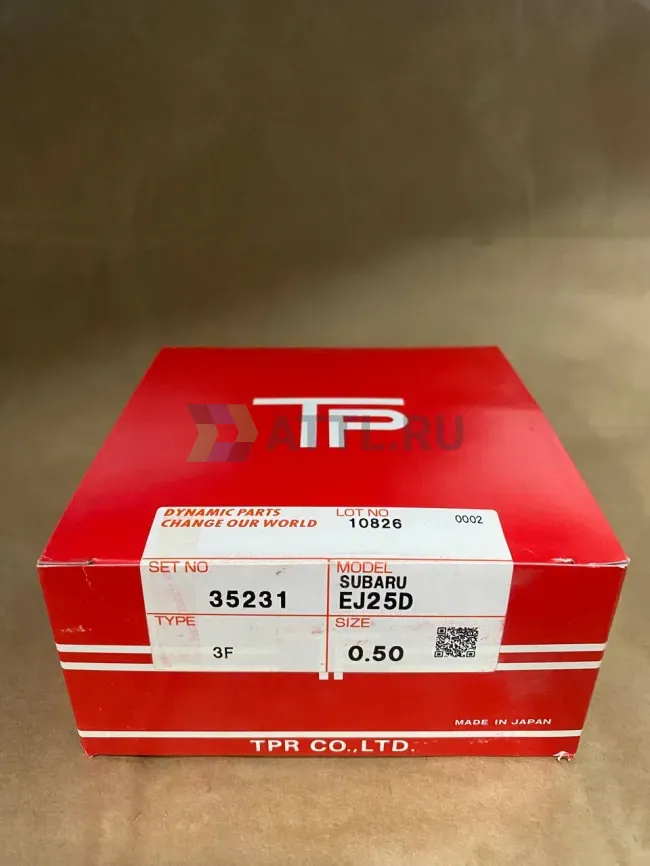 TP
ATTL.RU
DYNAMIC PARTS
CHANGE OUR WORLD
LOT NO.
10826
0002
SET NO
35231
MODEL
SUBARU
EJ25D
TYPE
3F
SIZE
0.50
MADE IN JAPAN
TPR CO.,LTD.